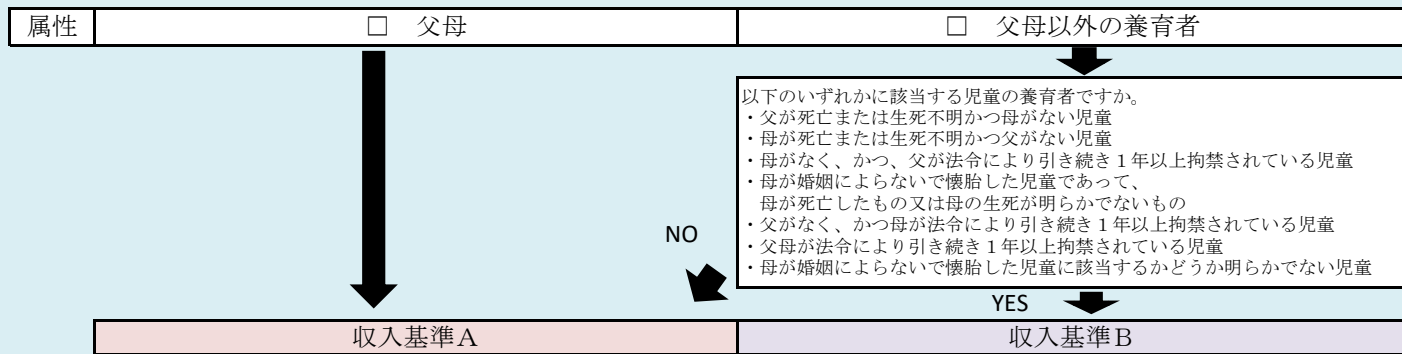 属性 □ 父母 □ 父母以外の養育者
以下のいずれかに該当する児童の養育者ですか。
・父が死亡または生死不明かつ母がない児童
・母が死亡または生死不明かつ父がない児童
・母がなく、かつ、父が法令により引き続き１年以上拘禁されている児童
・母が婚姻によらないで懐胎した児童であって、
母が死亡したもの又は母の生死が明らかでないもの
・父がなく、かつ母が法令により引き続き１年以上拘禁されている児童
・父母が法令により引き続き１年以上拘禁されている児童
・母が婚姻によらないで懐胎した児童に該当するかどうか明らかでない児童
NO
YES
収入基準Ａ 収入基準Ｂ